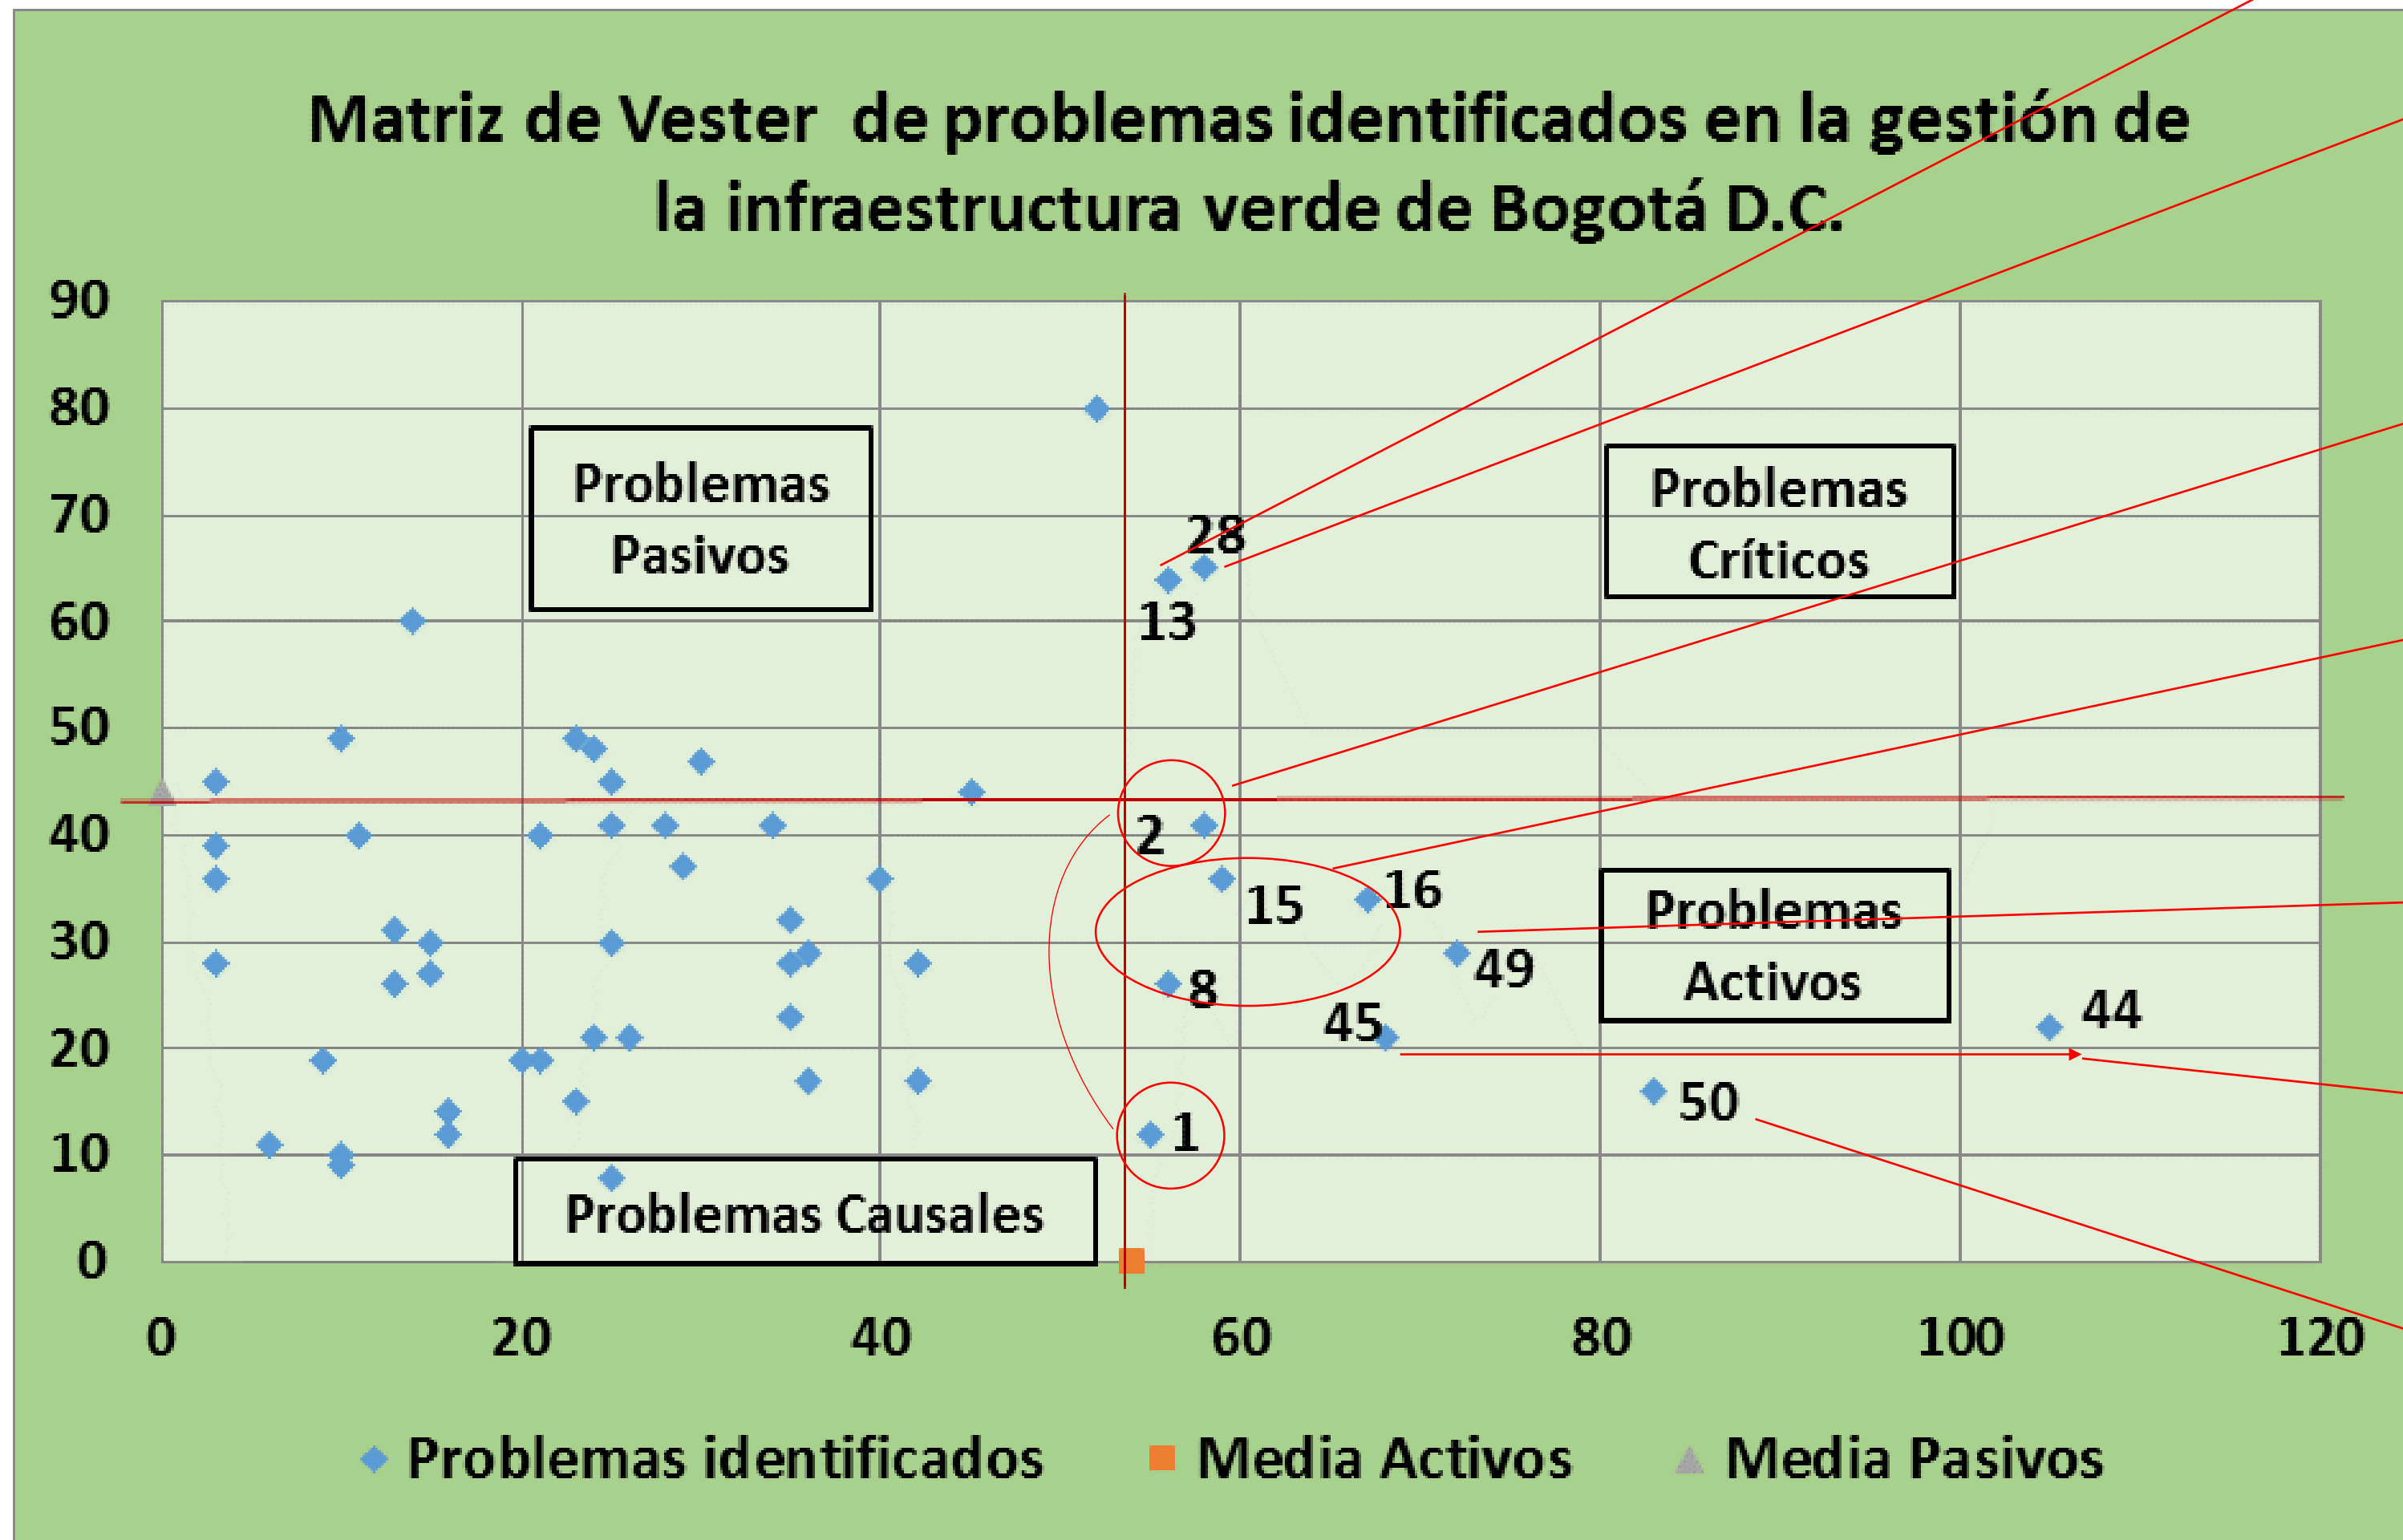 Matriz de Vester de problemas identificados en la gestión de
la infraestructura verde de Bogotá D.C.
90
80
70
60
50
40
30
20
10
0
Problemas
Pasivos
Problemas
Críticos
28
13
2
15
16
Problemas
Activos
49
8
45
44
50
1
Problemas Causales
0
20
40
60
80
100
120
Problemas identificados
Media Activos
Media Pasivos